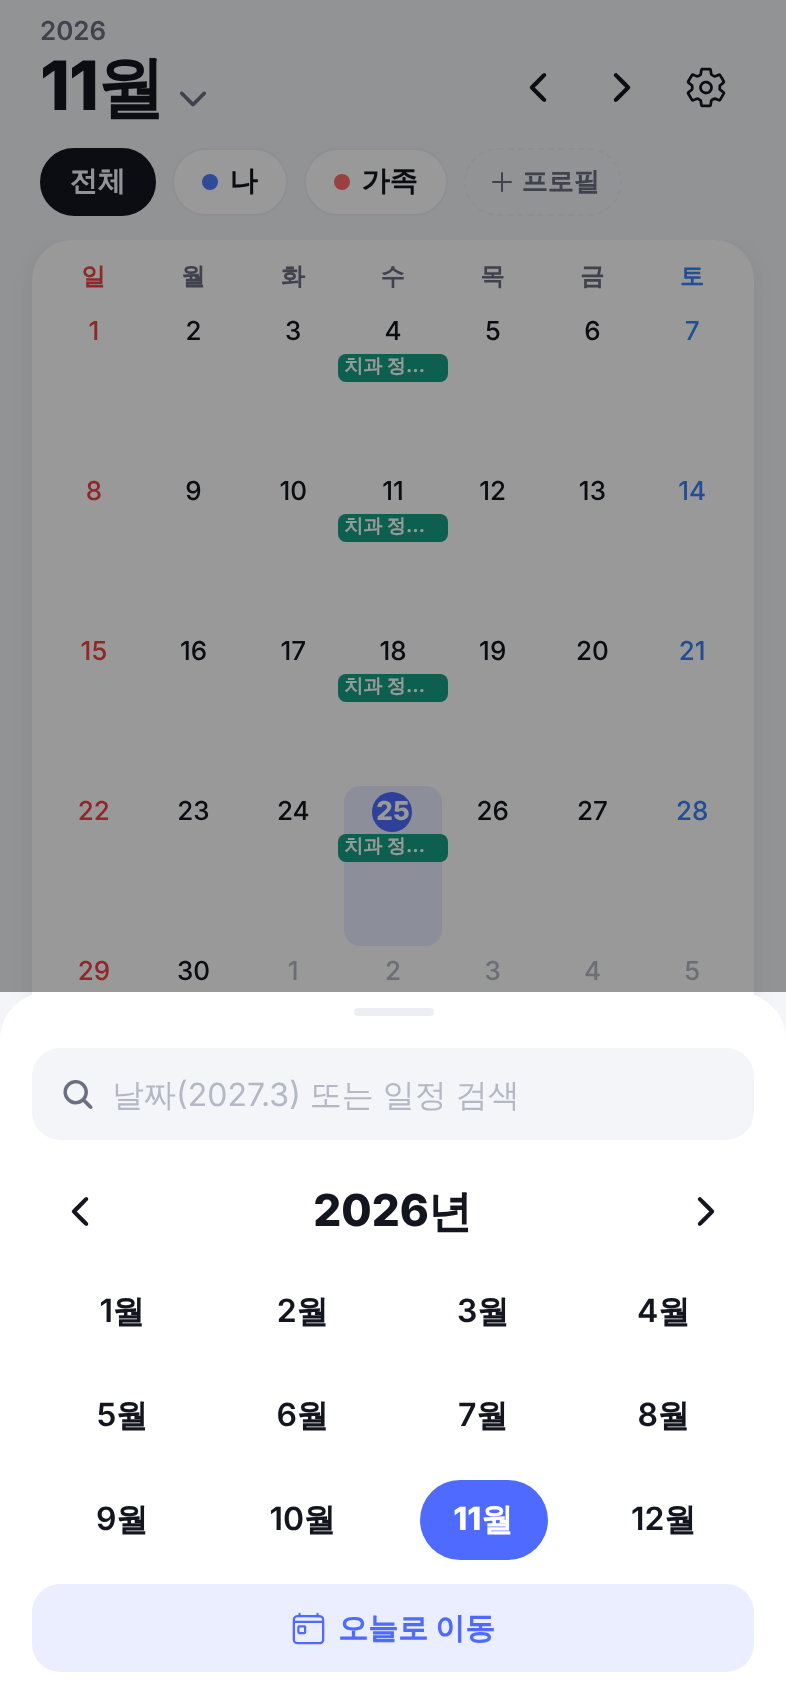 2026
11월
전체 나 가족 + 프로필
일 월 화 수 목 금 토
1 2 3 4 5 6 7
치과 정...
8 9 10 11 12 13 14
치과 정...
15 16 17 18 19 20 21
치과 정...
22 23 24 25 26 27 28
치과 정...
29 30 1 2 3 4 5
날짜(2027.3) 또는 일정 검색
2026년
1월 2월 3월 4월
5월 6월 7월 8월
9월 10월 11월 12월
오늘로 이동